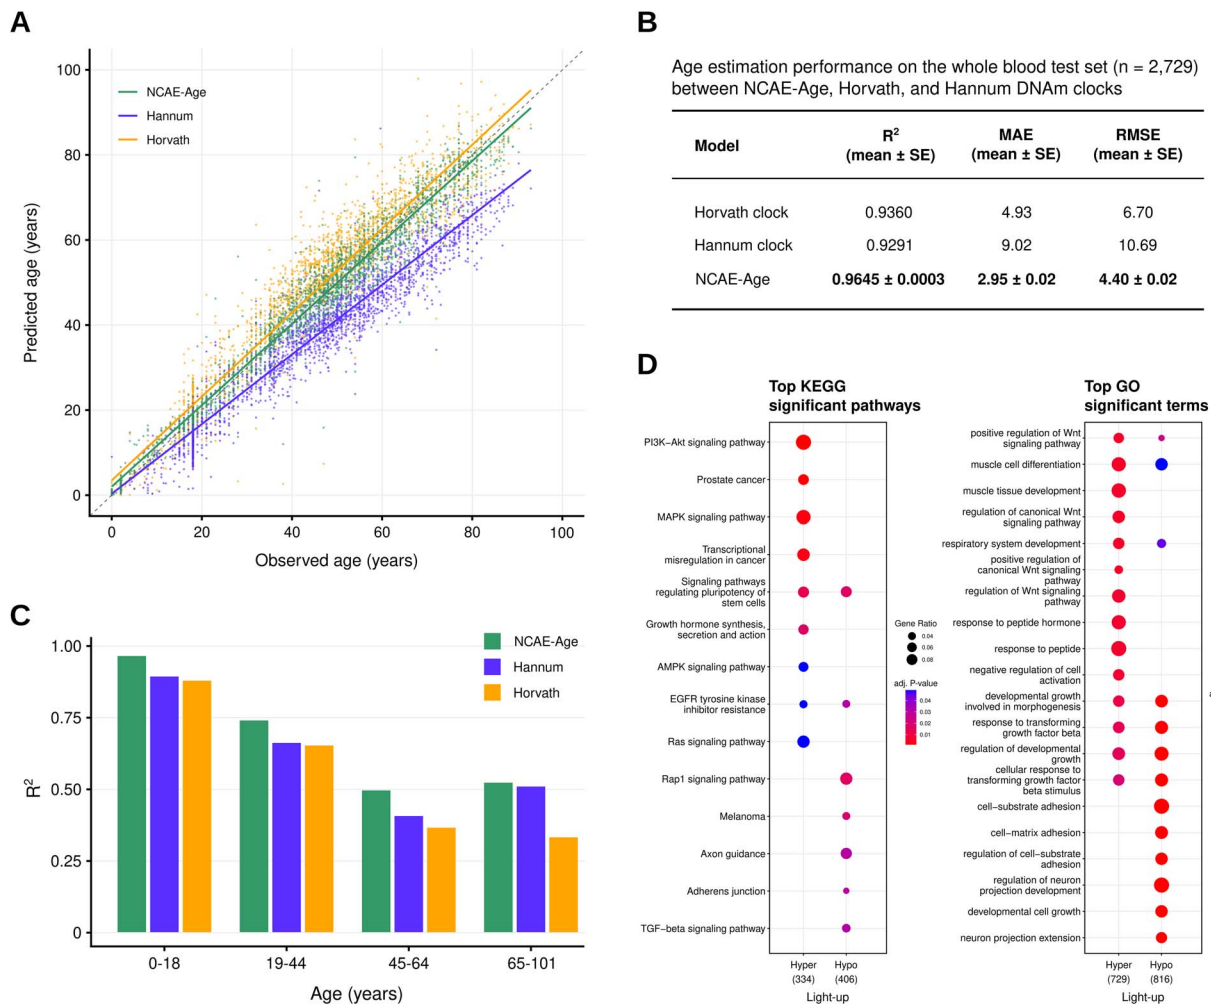 A
100
80
60
40
20
0
NCAE-Age
Hannum
Horvath
Predicted age (years)
0
20
40
60
80
100
Observed age (years)
B
Age estimation performance on the whole blood test set (n = 2,729)
between NCAE-Age, Horvath, and Hannum DNAm clocks
Model
R²
(mean ± SE)
MAE
(mean ± SE)
RMSE
(mean ± SE)
Horvath clock 0.9360 4.93 6.70
Hannum clock 0.9291 9.02 10.69
NCAE-Age 0.9645 ± 0.0003 2.95 ± 0.02 4.40 ± 0.02
C
1.00
0.75
0.50
0.25
0
R²
NCAE-Age
Hannum
Horvath
0-18
19-44
45-64
65-101
Age (years)
D
Top KEGG
significant pathways
PI3K−Akt signaling pathway
Prostate cancer
MAPK signaling pathway
Transcriptional
misregulation in cancer
Signaling pathways
regulating pluripotency of
stem cells
Growth hormone synthesis,
secretion and action
AMPK signaling pathway
EGFR tyrosine kinase
inhibitor resistance
Ras signaling pathway
Rap1 signaling pathway
Melanoma
Axon guidance
Adherens junction
TGF−beta signaling pathway
Hyper
(334)
Hypo
(406)
Light−up
Gene Ratio
0.04
0.06
0.08
adj. P-value
0.04
0.03
0.02
0.01
Top GO
significant terms
positive regulation of Wnt
signaling pathway
muscle cell differentiation
muscle tissue development
regulation of canonical Wnt
signaling pathway
respiratory system development
positive regulation of
canonical Wnt signaling
pathway
regulation of Wnt signaling
pathway
response to peptide hormone
response to peptide
negative regulation of cell
activation
developmental growth
involved in morphogenesis
response to transforming
growth factor beta
regulation of developmental
growth
cellular response to
transforming growth factor
beta stimulus
cell−substrate adhesion
cell−matrix adhesion
regulation of cell−substrate
adhesion
regulation of neuron
projection development
developmental cell growth
neuron projection extension
Hyper
(729)
Hypo
(816)
Light−up